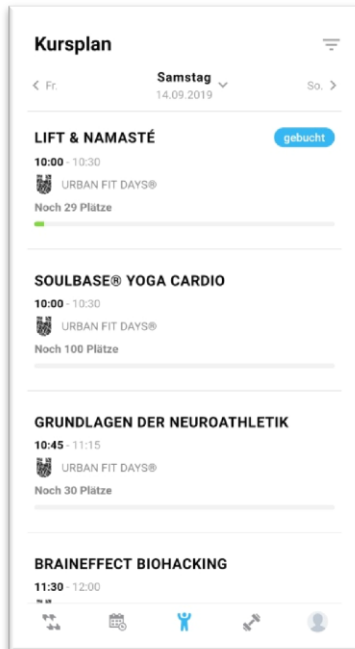 Kursplan
Fr.
Samstag
So.
14.09.2019
LIFT & NAMASTÉ
gebucht
10:00 - 10:30
URBAN FIT DAYS®
Noch 29 Plätze
SOULBASE® YOGA CARDIO
10:00 - 10:30
URBAN FIT DAYS®
Noch 100 Plätze
GRUNDLAGEN DER NEUROATHLETIK
10:45 - 11:15
URBAN FIT DAYS®
Noch 30 Plätze
BRAINEFFECT BIOHACKING
11:30 - 12:00